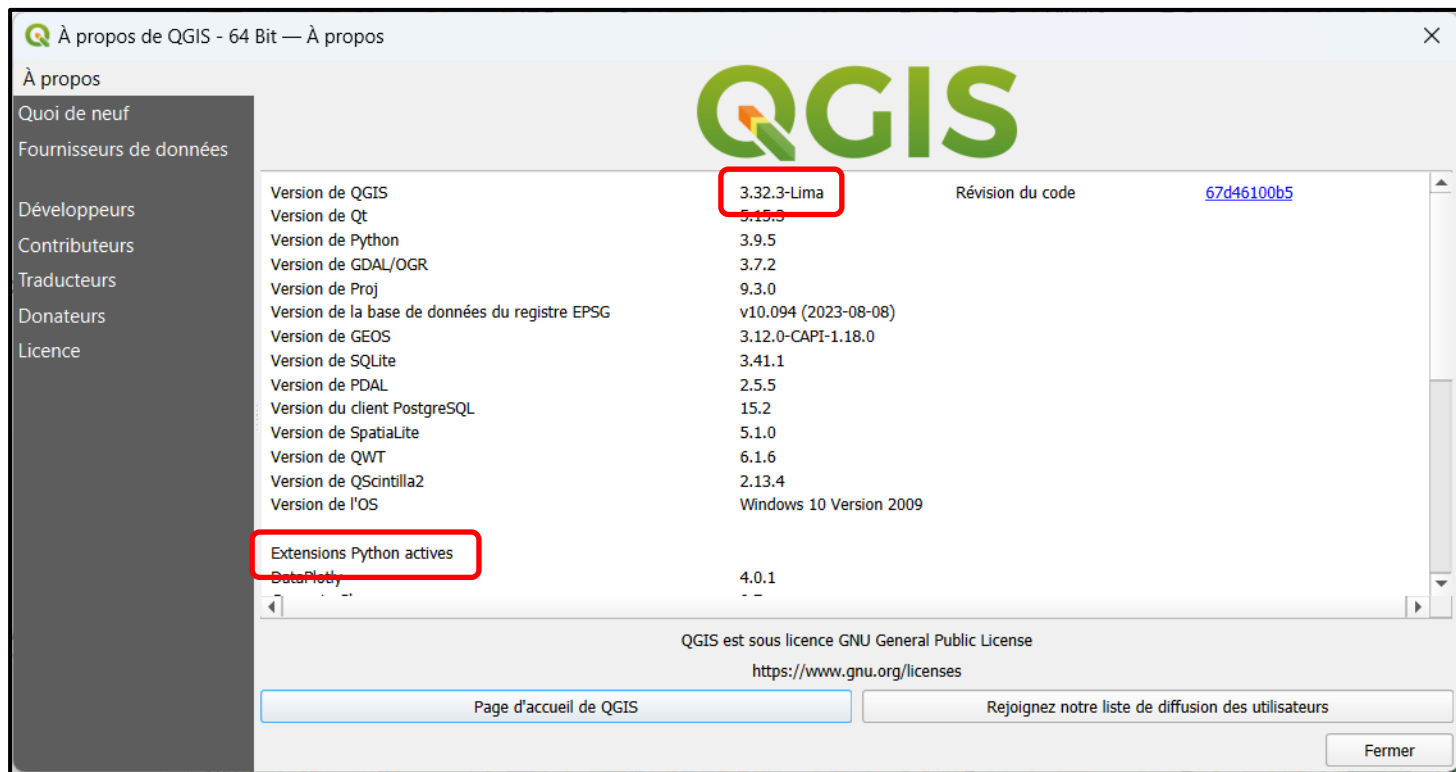 À propos de QGIS - 64 Bit — À propos
À propos
Quoi de neuf
Fournisseurs de données
Développeurs
Contributeurs
Traducteurs
Donateurs
Licence
QGIS
Version de QGIS 3.32.3-Lima Révision du code 67d46100b5
Version de Qt 5.15.3
Version de Python 3.9.5
Version de GDAL/OGR 3.7.2
Version de Proj 9.3.0
Version de la base de données du registre EPSG v10.094 (2023-08-08)
Version de GEOS 3.12.0-CAPI-1.18.0
Version de SQLite 3.41.1
Version de PDAL 2.5.5
Version du client PostgreSQL 15.2
Version de SpatiaLite 5.1.0
Version de QWT 6.1.6
Version de QScintilla2 2.13.4
Version de l'OS Windows 10 Version 2009
Extensions Python actives
DataPlotly 4.0.1
QGIS est sous licence GNU General Public License
https://www.gnu.org/licenses
Page d'accueil de QGIS
Rejoignez notre liste de diffusion des utilisateurs
Fermer